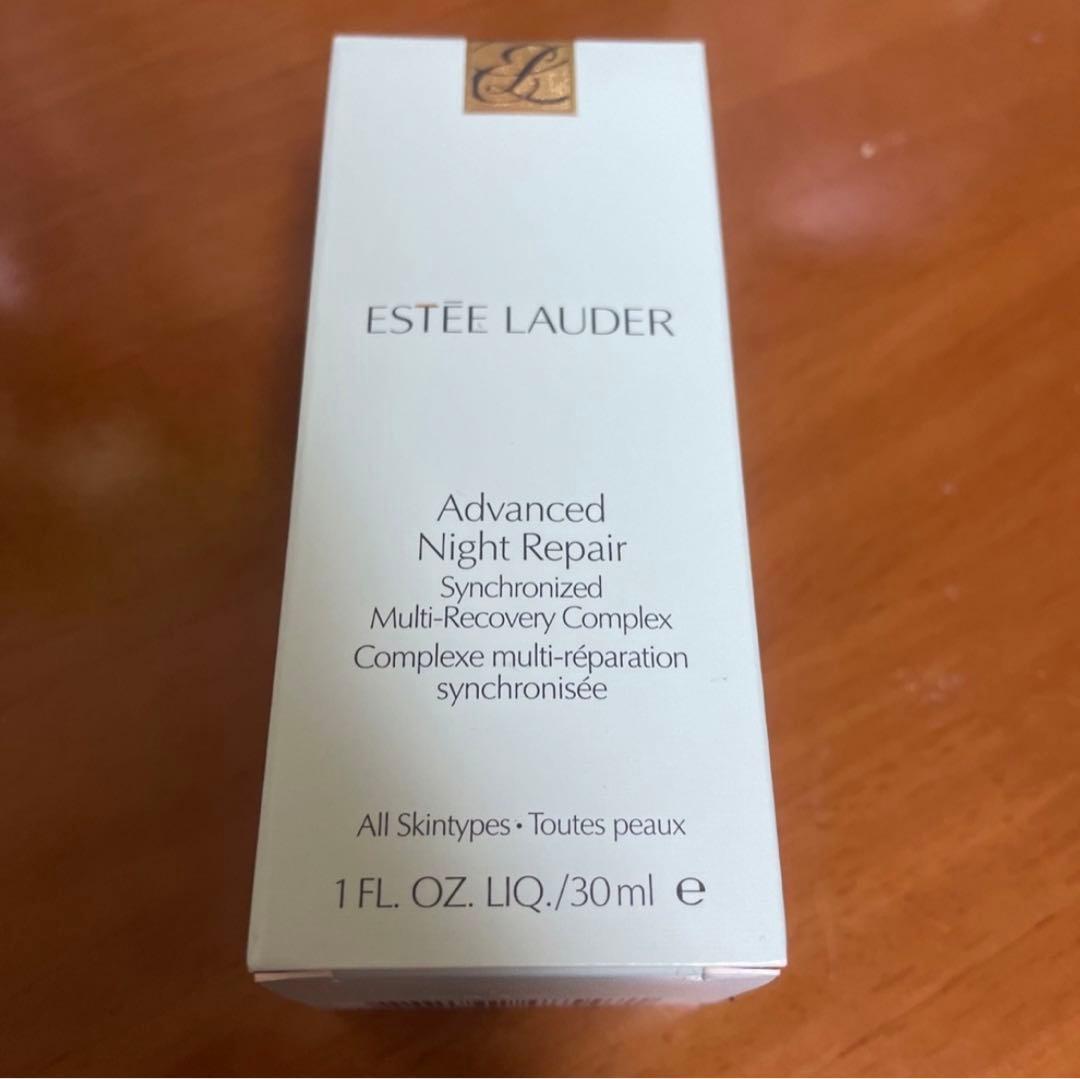 EL
ESTĒE LAUDER
Advanced
Night Repair
Synchronized
Multi-Recovery Complex
Complexe multi-réparation
synchronisée
All Skintypes • Toutes peaux
1 FL. OZ. LIQ./30 ml e